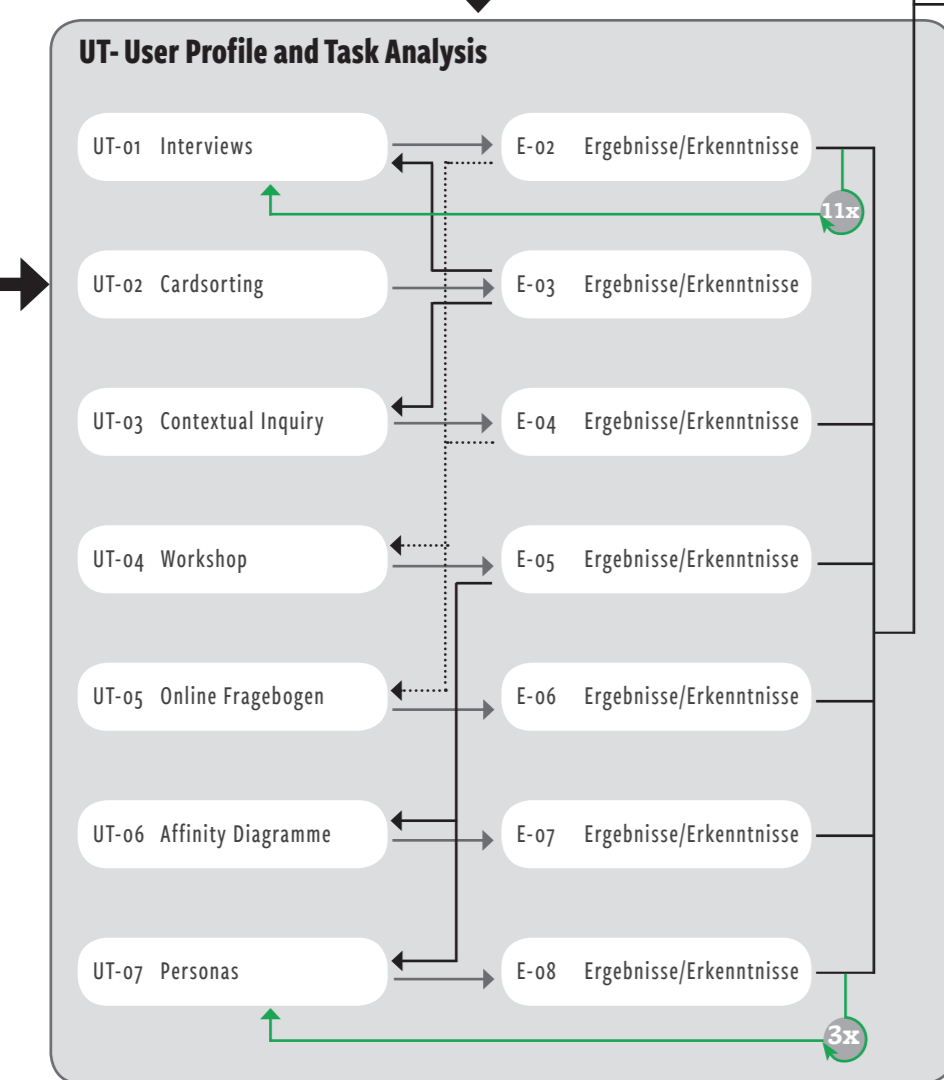 UT- User Profile and Task Analysis
UT-01 Interviews
E-02 Ergebnisse/Erkenntnisse
11x
UT-02 Cardsorting
E-03 Ergebnisse/Erkenntnisse
UT-03 Contextual Inquiry
E-04 Ergebnisse/Erkenntnisse
UT-04 Workshop
E-05 Ergebnisse/Erkenntnisse
UT-05 Online Fragebogen
E-06 Ergebnisse/Erkenntnisse
UT-06 Affinity Diagramme
E-07 Ergebnisse/Erkenntnisse
UT-07 Personas
E-08 Ergebnisse/Erkenntnisse
3x